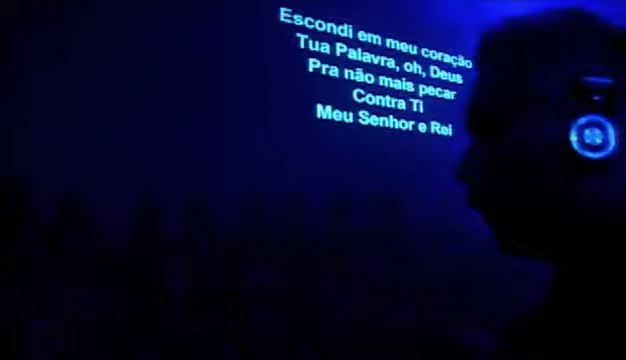 Escondi em meu coração
Tua Palavra, oh, Deus
Pra não mais pecar
Contra Ti
Meu Senhor e Rei